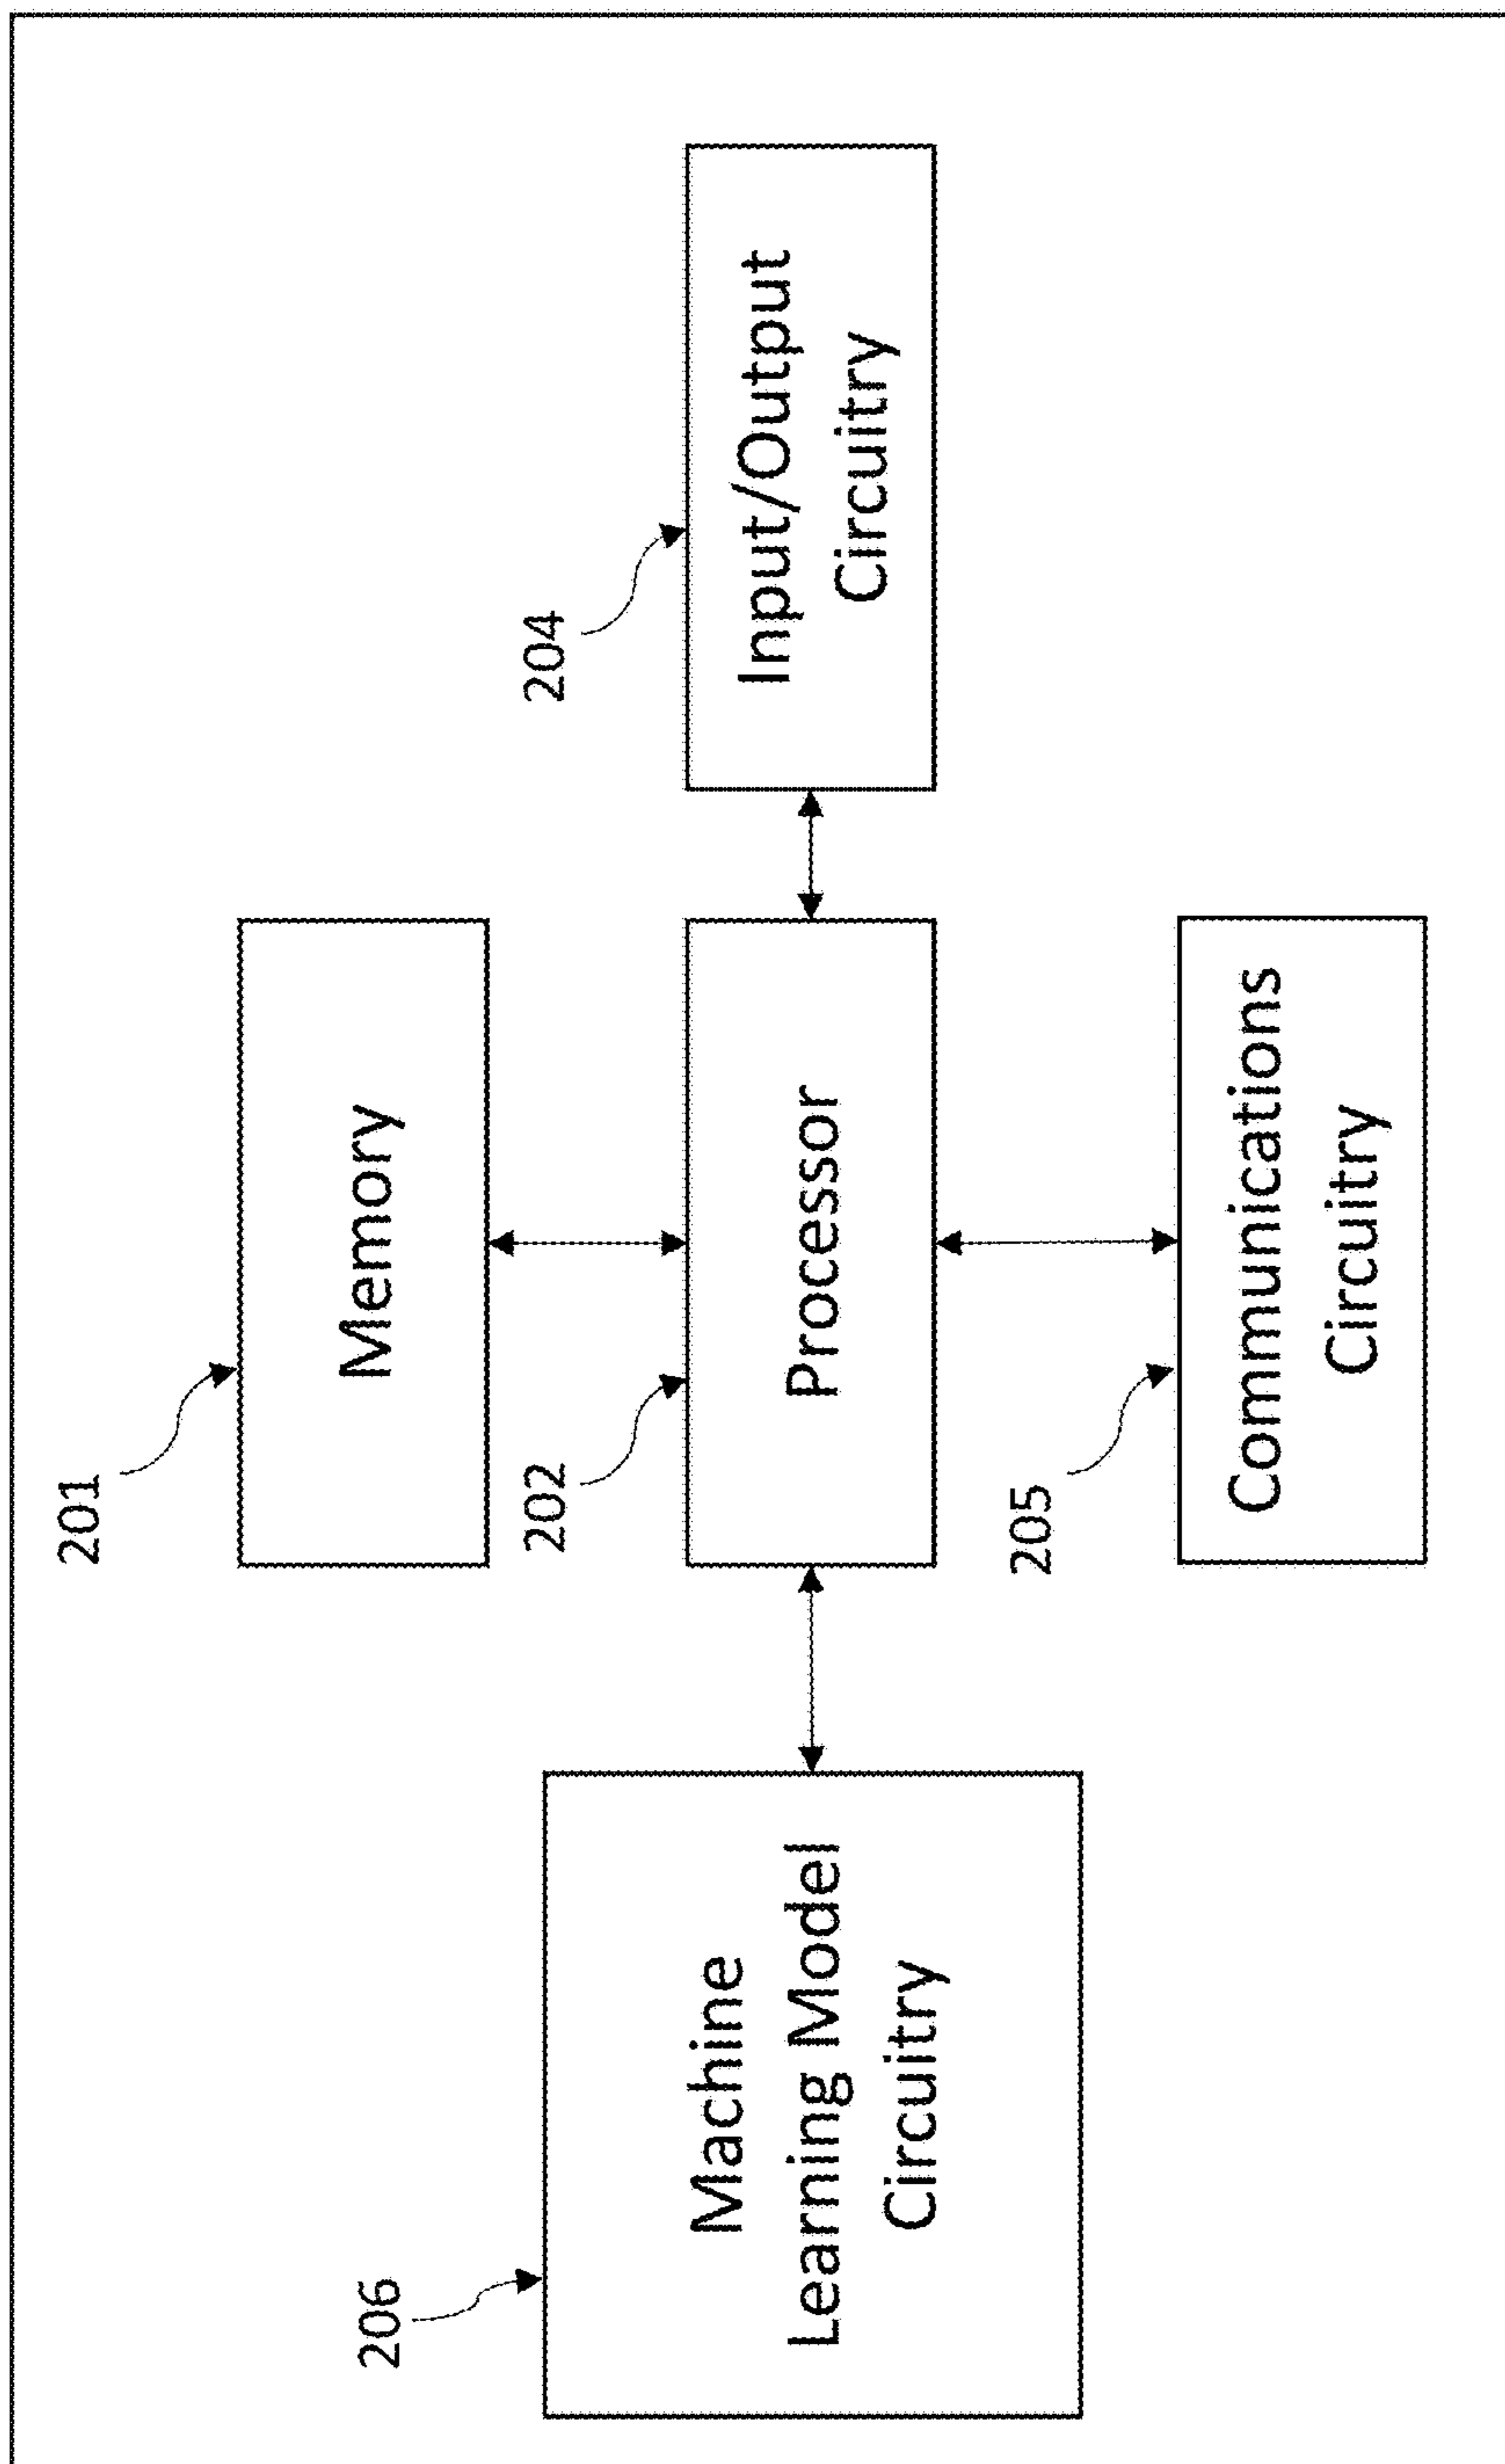 201
Memory
206
Machine
Learning Model
Circuitry
202
Processor
204
Input/Output
Circuitry
205
Communications
Circuitry